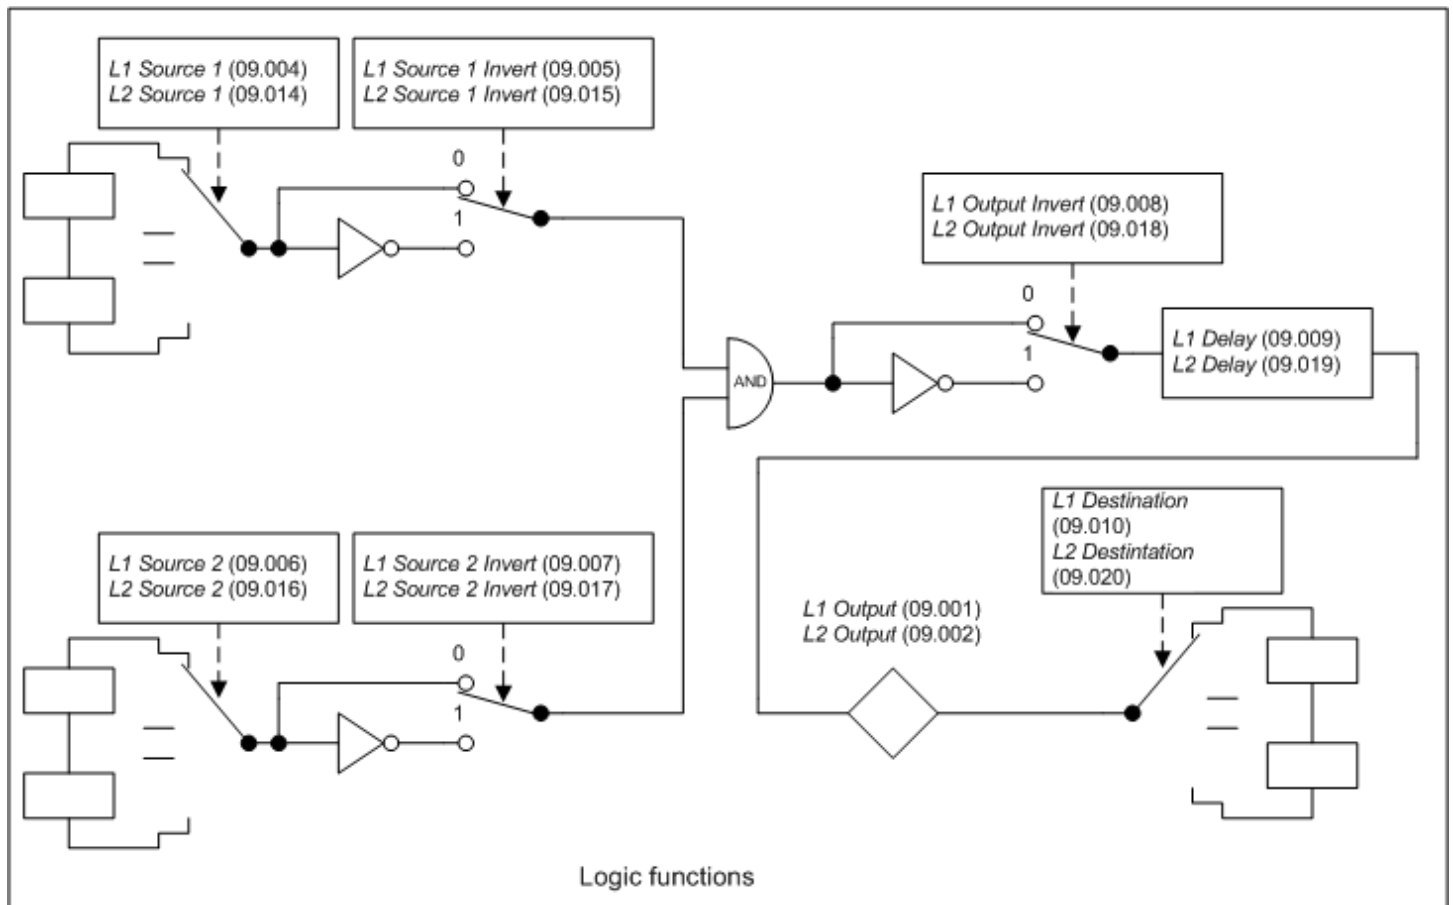 L1 Source 1 (09.004)
L2 Source 1 (09.014)
L1 Source 1 Invert (09.005)
L2 Source 1 Invert (09.015)
0
1
L1 Output Invert (09.008)
L2 Output Invert (09.018)
0
1
L1 Delay (09.009)
L2 Delay (09.019)
AND
L1 Source 2 (09.006)
L2 Source 2 (09.016)
L1 Source 2 Invert (09.007)
L2 Source 2 Invert (09.017)
0
1
L1 Output (09.001)
L2 Output (09.002)
L1 Destination
(09.010)
L2 Destintation
(09.020)
Logic functions